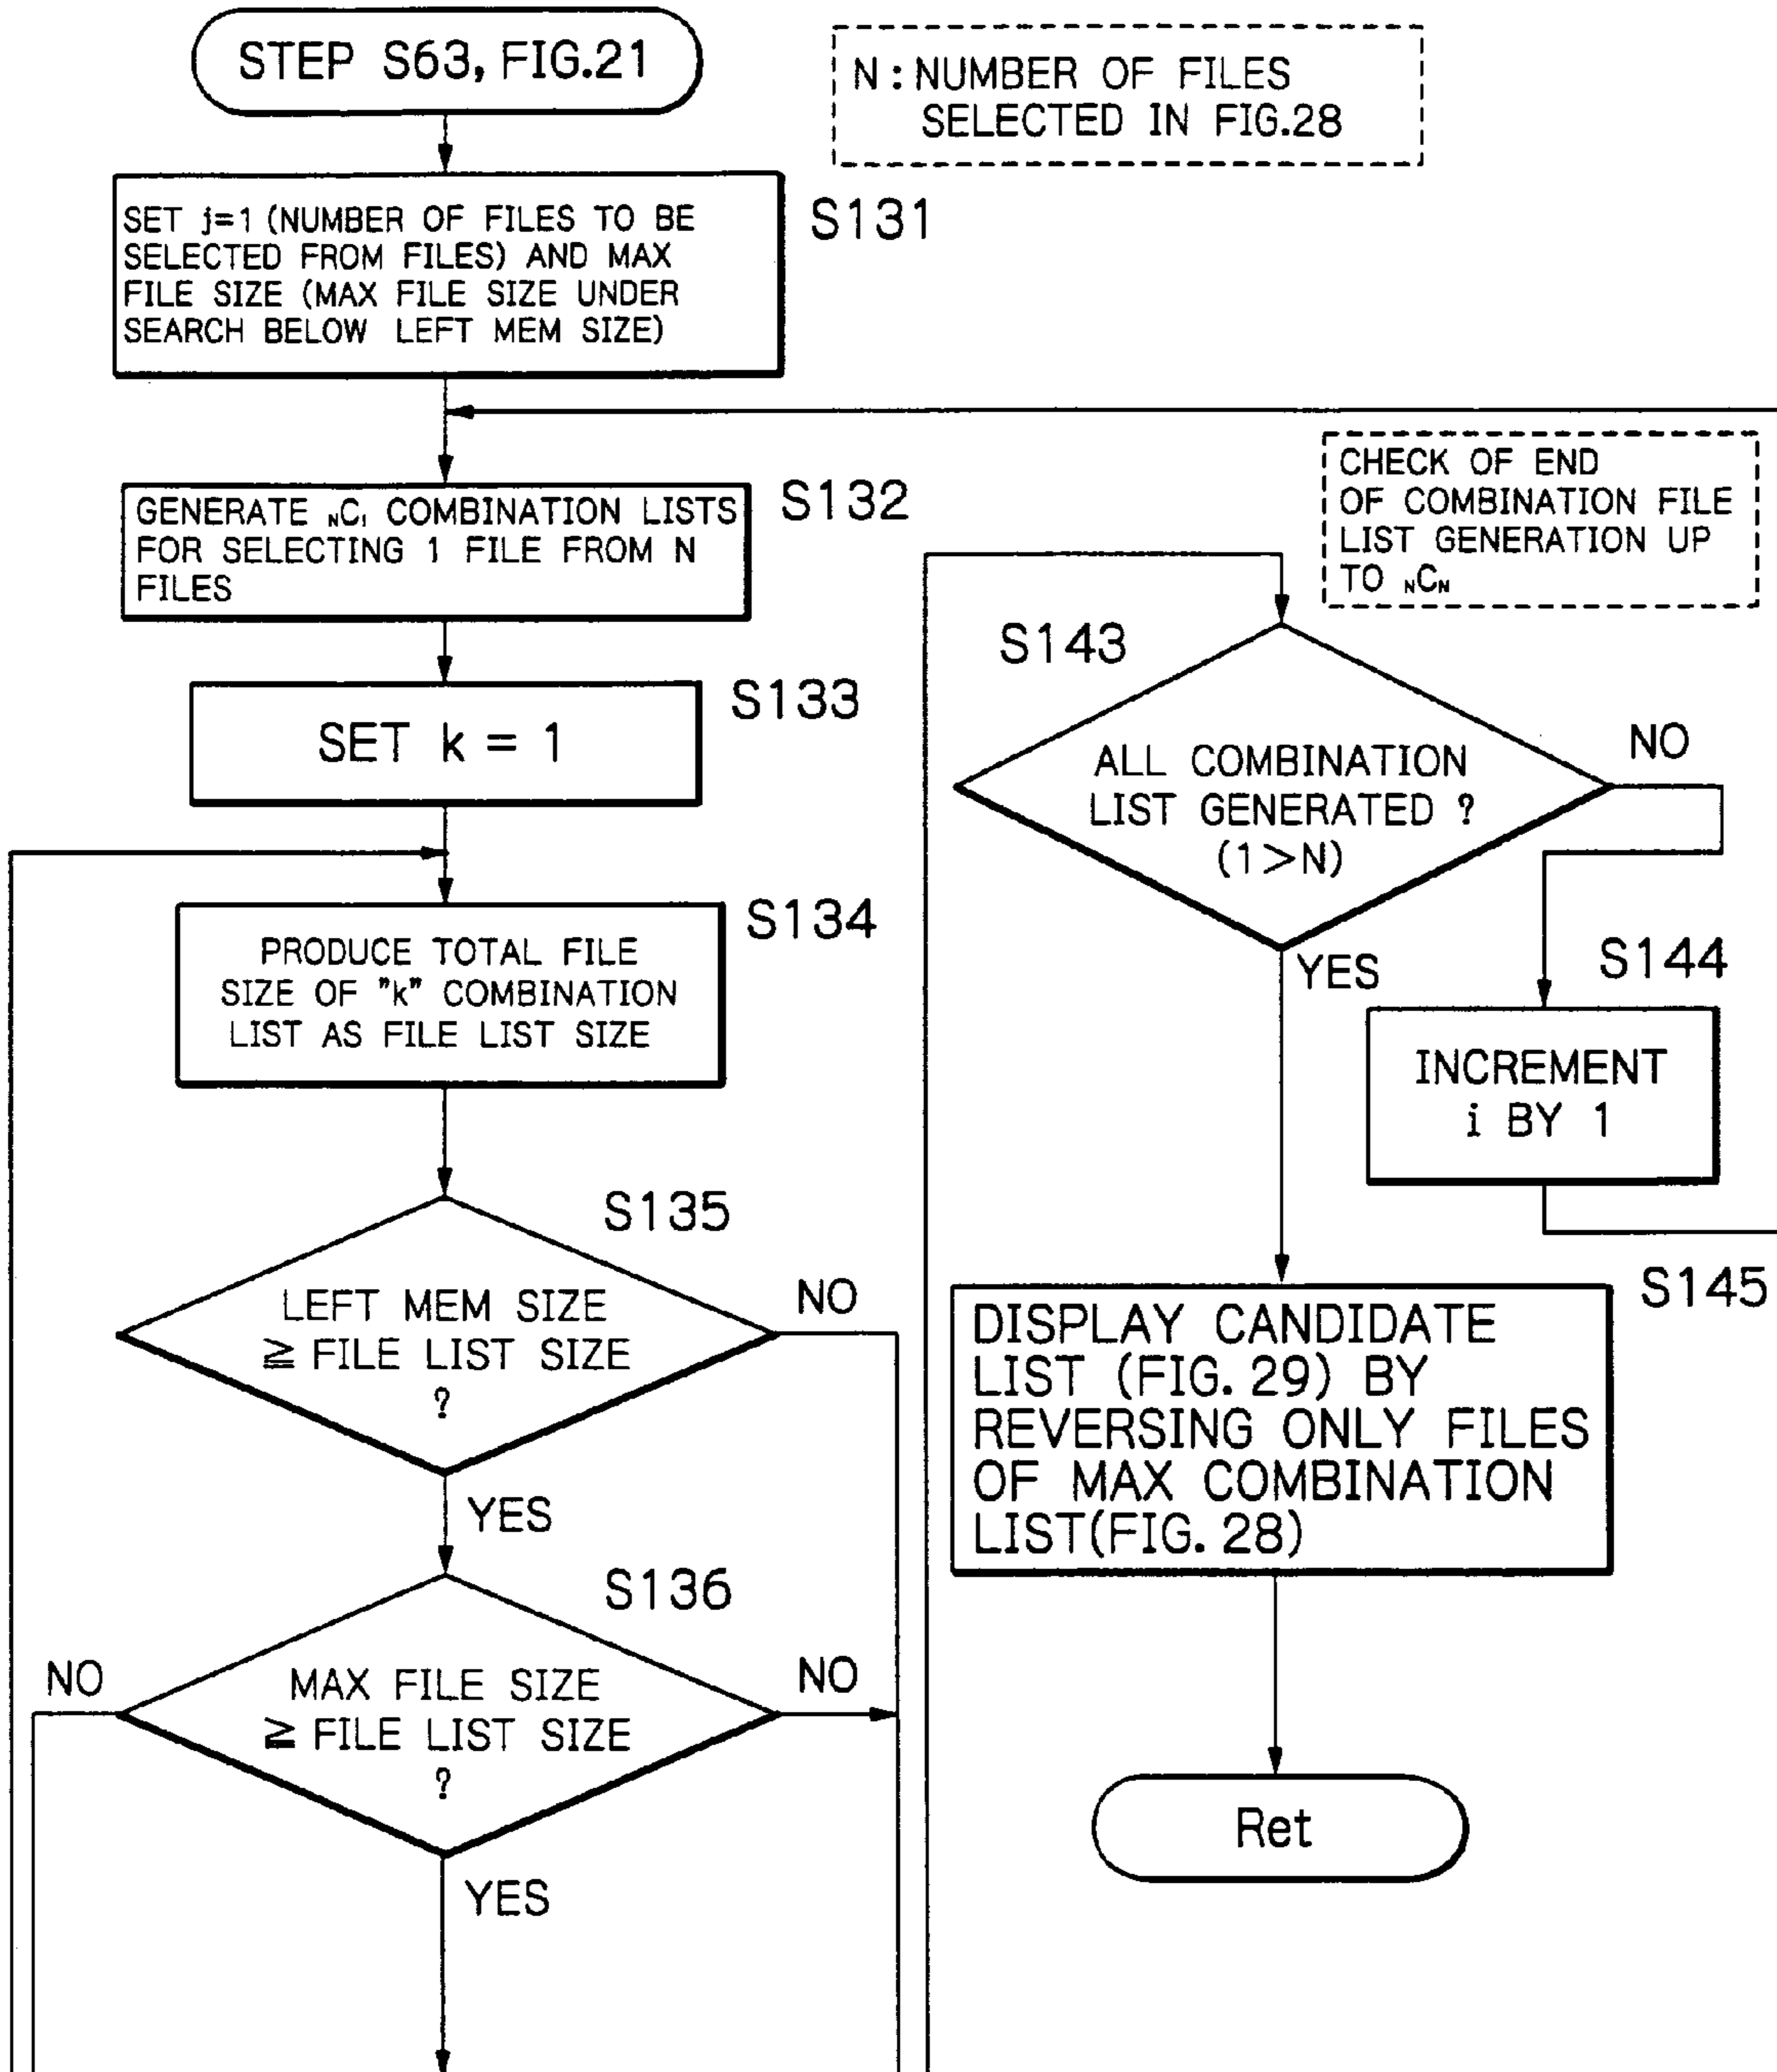 STEP S63, FIG.21
N : NUMBER OF FILES
SELECTED IN FIG.28
SET j=1 (NUMBER OF FILES TO BE
SELECTED FROM FILES) AND MAX
FILE SIZE (MAX FILE SIZE UNDER
SEARCH BELOW LEFT MEM SIZE)
S131
GENERATE NC1 COMBINATION LISTS
FOR SELECTING 1 FILE FROM N
FILES
S132
SET k = 1
S133
PRODUCE TOTAL FILE
SIZE OF "k" COMBINATION
LIST AS FILE LIST SIZE
S134
S135
LEFT MEM SIZE
≧ FILE LIST SIZE
?
NO
YES
S136
NO
MAX FILE SIZE
≧ FILE LIST SIZE
?
NO
YES
CHECK OF END
OF COMBINATION FILE
LIST GENERATION UP
TO NCN
S143
ALL COMBINATION
LIST GENERATED ?
(1>N)
NO
YES
S144
INCREMENT
i BY 1
S145
DISPLAY CANDIDATE
LIST (FIG. 29) BY
REVERSING ONLY FILES
OF MAX COMBINATION
LIST(FIG. 28)
Ret